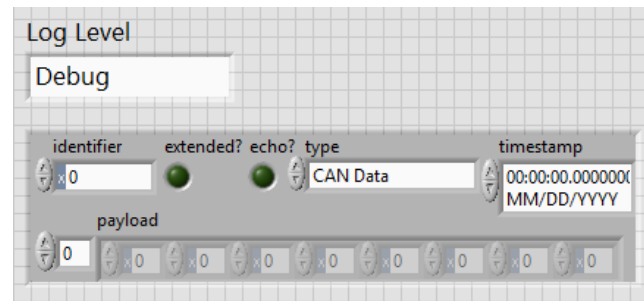 Log Level
Debug
identifier extended? echo? type timestamp
x 0 CAN Data 00:00:00.0000000
MM/DD/YYYY
payload
0 x 0 x 0 x 0 x 0 x 0 x 0 x 0 x 0